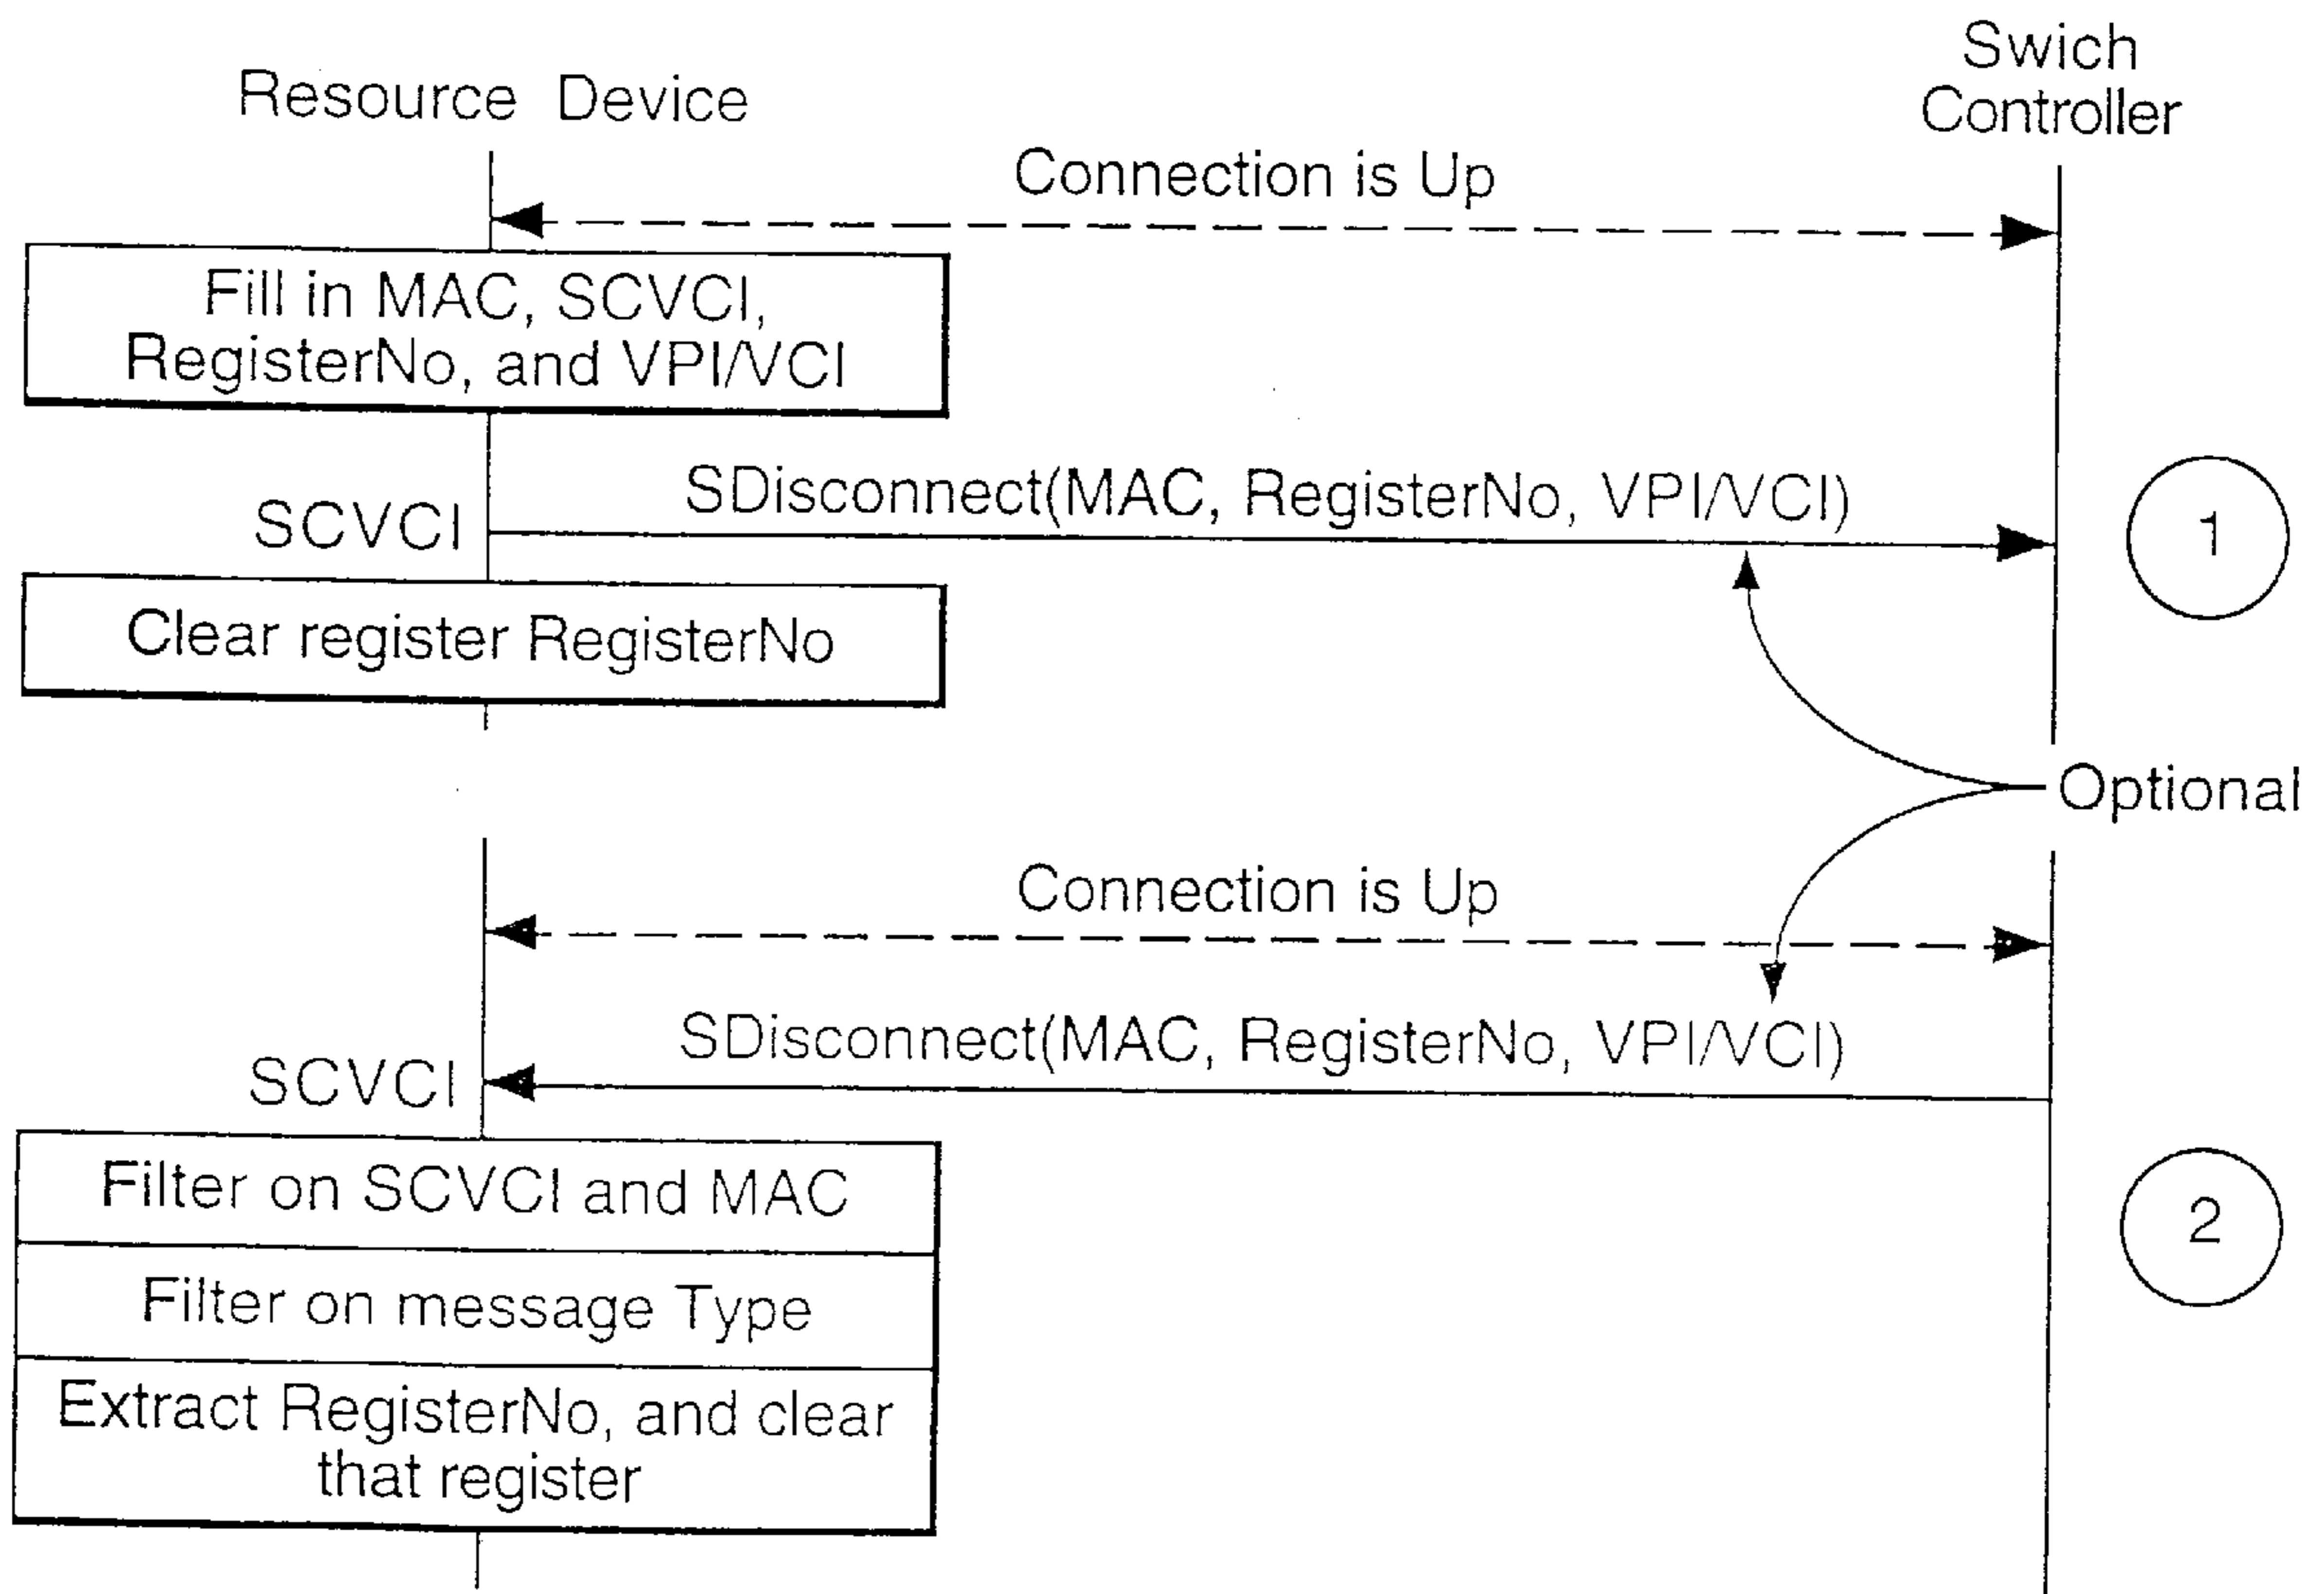 Swich
Controller
Resource Device
Connection is Up
Fill in MAC, SCVCI,
RegisterNo, and VPI/VCI
SDisconnect(MAC, RegisterNo, VPI/VCI)
SCVCI
1
Clear register RegisterNo
Optional
Connection is Up
SDisconnect(MAC, RegisterNo, VPI/VCI)
SCVCI
Filter on SCVCI and MAC
2
Filter on message Type
Extract RegisterNo, and clear
that register